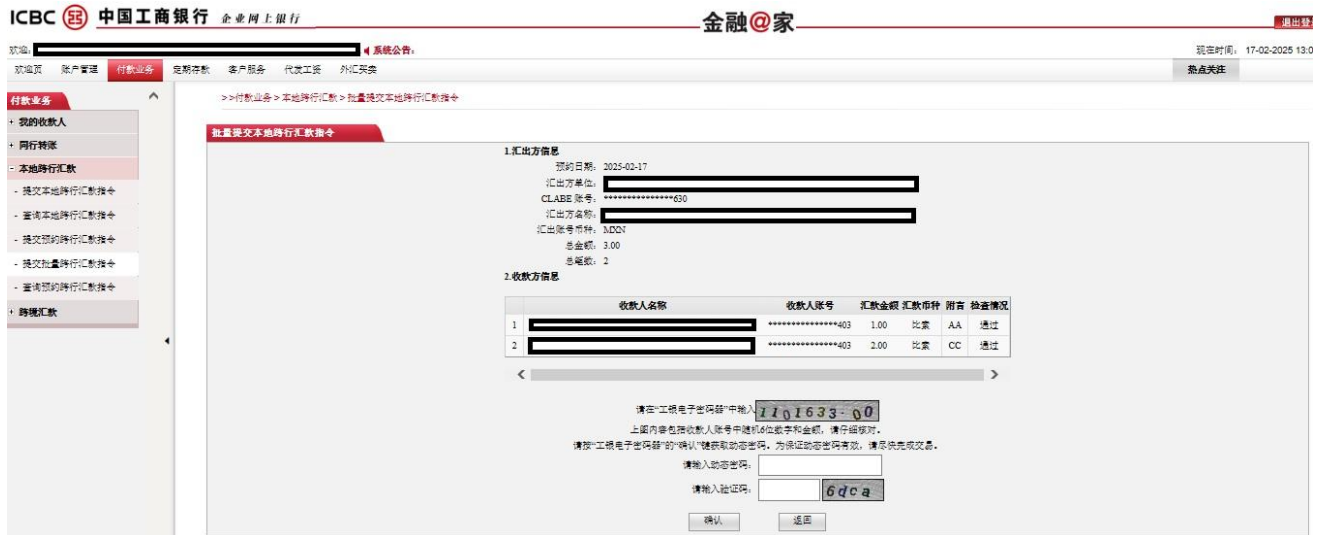 ICBC 中国工商银行 企业网上银行
金融@家
退出登
欢迎:
系统公告:
现在时间: 17-02-2025 13:0
欢迎页 账户管理 付款业务 定期存款 客户服务 代发工资 外汇买卖
热点关注
付款业务
+ 我的收款人
+ 同行转账
- 本地跨行汇款
- 提交本地跨行汇款指令
- 查询本地跨行汇款指令
- 提交预约跨行汇款指令
- 提交批量跨行汇款指令
- 查询预约跨行汇款指令
+ 跨境汇款
>>付款业务>本地跨行汇款>批量提交本地跨行汇款指令
批量提交本地跨行汇款指令
1.汇出方信息
预约日期: 2025-02-17
汇出方单位:
CLABE 账号: ***************630
汇出方名称:
汇出账号币种: MXN
总金额: 3.00
总笔数: 2
2.收款方信息
收款人名称 收款人账号 汇款金额 汇款币种 附言 检查情况
1 ***************403 1.00 比索 AA 通过
2 ***************403 2.00 比索 CC 通过
请在“工银电子密码器”中输入 1101633-00
上图内容包括收款人账号中随机6位数字和金额, 请仔细核对。
请按“工银电子密码器”的“确认”键获取动态密码。为保证动态密码有效, 请尽快完成交易。
请输入动态密码:
请输入验证码: 6dca
确认 返回